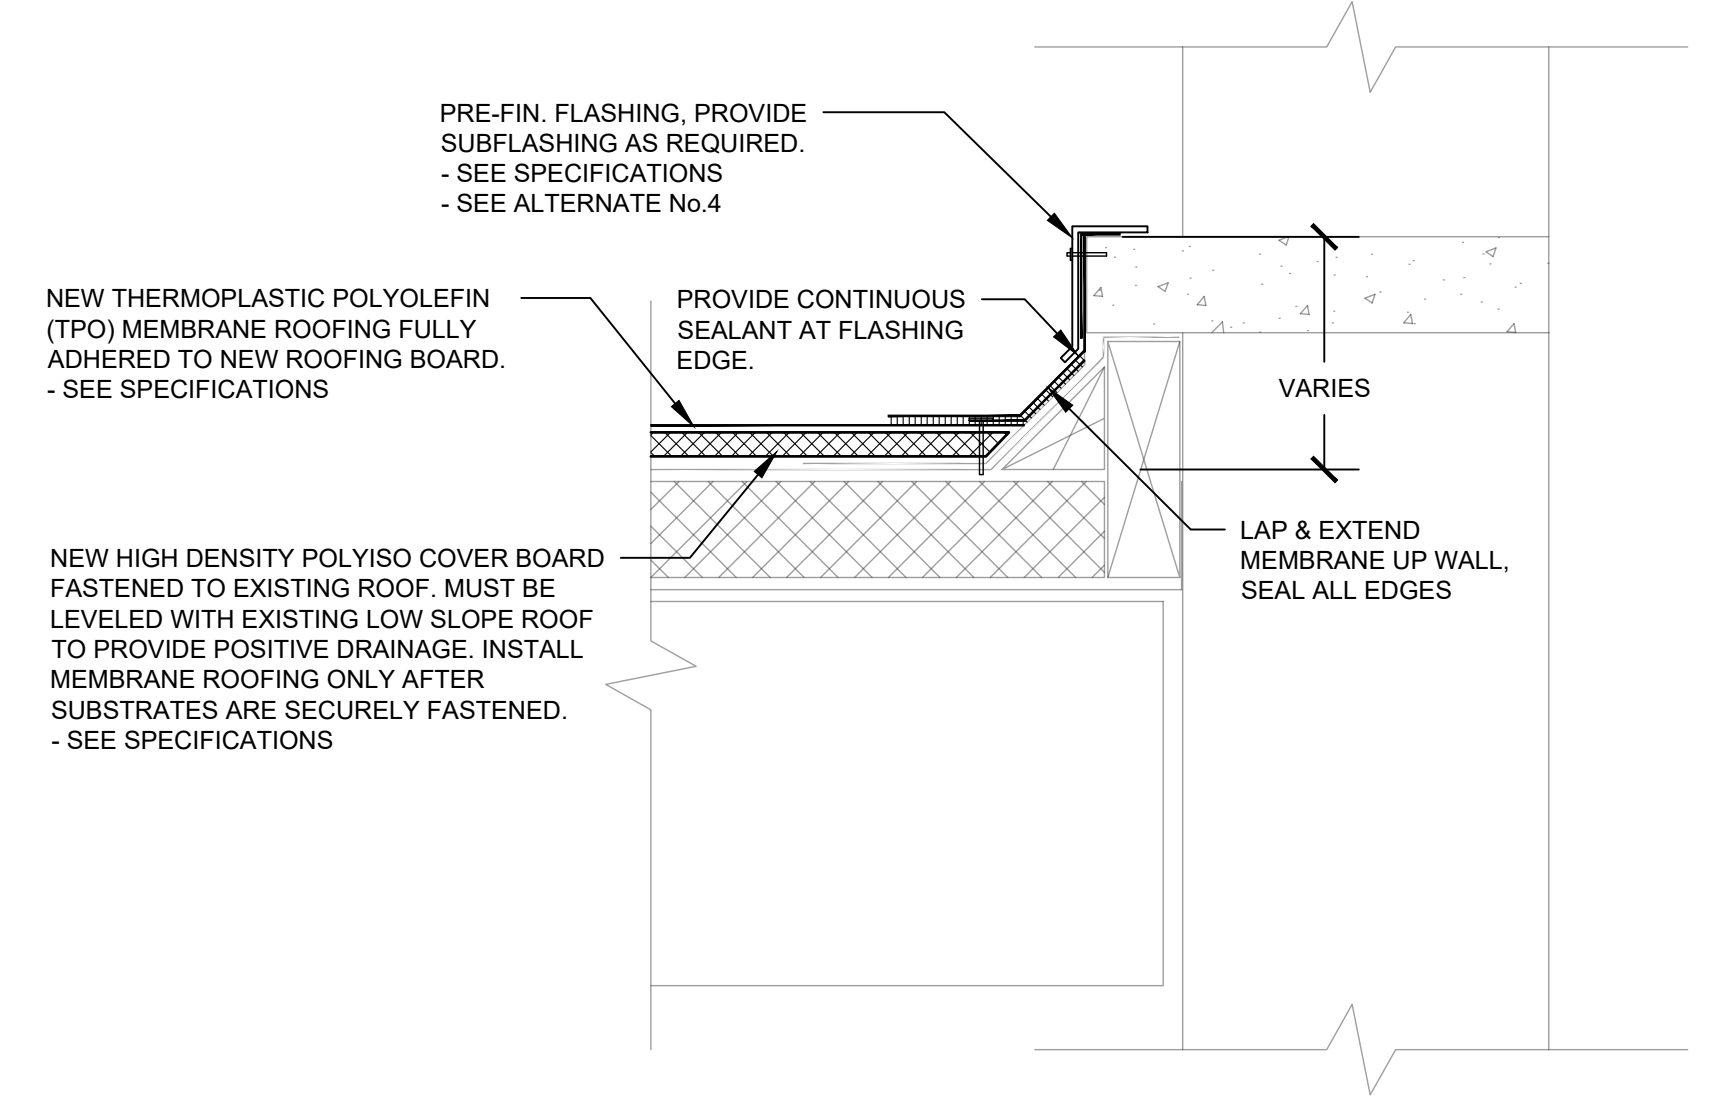 PRE-FIN. FLASHING, PROVIDE
SUBFLASHING AS REQUIRED.
- SEE SPECIFICATIONS
- SEE ALTERNATE No.4
NEW THERMOPLASTIC POLYOLEFIN
(TPO) MEMBRANE ROOFING FULLY
ADHERED TO NEW ROOFING BOARD.
- SEE SPECIFICATIONS
PROVIDE CONTINUOUS
SEALANT AT FLASHING
EDGE.
VARIES
NEW HIGH DENSITY POLYISO COVER BOARD
FASTENED TO EXISTING ROOF. MUST BE
LEVELED WITH EXISTING LOW SLOPE ROOF
TO PROVIDE POSITIVE DRAINAGE. INSTALL
MEMBRANE ROOFING ONLY AFTER
SUBSTRATES ARE SECURELY FASTENED.
- SEE SPECIFICATIONS
LAP & EXTEND
MEMBRANE UP WALL,
SEAL ALL EDGES